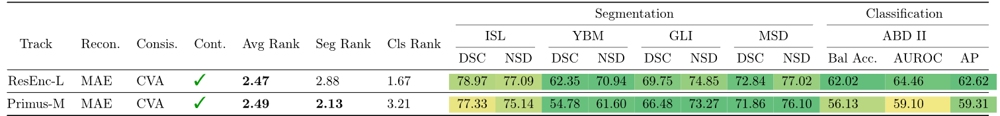 Segmentation Classification
ISL YBM GLI MSD ABD II
Track Recon. Consis. Cont. Avg Rank Seg Rank Cls Rank
DSC NSD DSC NSD DSC NSD DSC NSD Bal Acc. AUROC AP
ResEnc-L MAE CVA ✓ 2.47 2.88 1.67 78.97 77.09 62.35 70.94 69.75 74.85 72.84 77.02 62.02 64.46 62.62
Primus-M MAE CVA ✓ 2.49 2.13 3.21 77.33 75.14 54.78 61.60 66.48 73.27 71.86 76.10 56.13 59.10 59.31